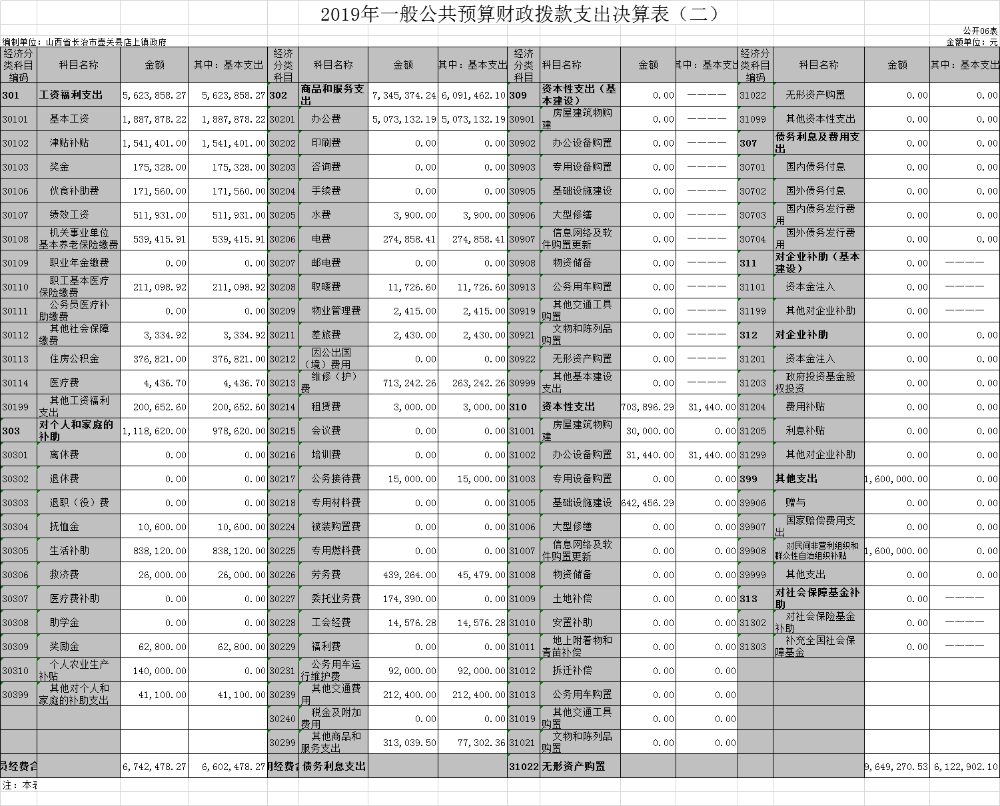 2019年一般公共预算财政拨款支出决算表（二）
公开06表
编制单位：山西省长治市壶关县店上镇政府 金额单位：元
经济分类科目编码 科目名称 金额 其中：基本支出 经济分类科目 科目名称 金额 其中：基本支出 经济分类科目 科目名称 金额 其中：基本支出 经济分类科目编码 科目名称 金额 其中：基本支出
301 工资福利支出 5,623,858.27 5,623,858.27 302 商品和服务支出 7,345,374.24 6,091,462.10 309 资本性支出（基本建设） 0.00 ———— 31022 无形资产购置 0.00 0.00
30101 基本工资 1,887,878.22 1,887,878.22 30201 办公费 5,073,132.19 5,073,132.19 30901 房屋建筑物购建 0.00 ———— 31099 其他资本性支出 0.00 0.00
30102 津贴补贴 1,541,401.00 1,541,401.00 30202 印刷费 0.00 0.00 30902 办公设备购置 0.00 ———— 307 债务利息及费用支出 0.00 0.00
30103 奖金 175,328.00 175,328.00 30203 咨询费 0.00 0.00 30903 专用设备购置 0.00 ———— 30701 国内债务付息 0.00 0.00
30106 伙食补助费 171,560.00 171,560.00 30204 手续费 0.00 0.00 30905 基础设施建设 0.00 ———— 30702 国外债务付息 0.00 0.00
30107 绩效工资 511,931.00 511,931.00 30205 水费 3,900.00 3,900.00 30906 大型修缮 0.00 ———— 30703 国内债务发行费用 0.00 0.00
30108 机关事业单位基本养老保险缴费 539,415.91 539,415.91 30206 电费 274,858.41 274,858.41 30907 信息网络及软件购置更新 0.00 ———— 30704 国外债务发行费用 0.00 0.00
30109 职业年金缴费 0.00 0.00 30207 邮电费 0.00 0.00 30908 物资储备 0.00 ———— 311 对企业补助（基本建设） 0.00 ————
30110 职工基本医疗保险缴费 211,098.92 211,098.92 30208 取暖费 11,726.60 11,726.60 30913 公务用车购置 0.00 ———— 31101 资本金注入 0.00 ————
30111 公务员医疗补助缴费 0.00 0.00 30209 物业管理费 2,415.00 2,415.00 30919 其他交通工具购置 0.00 ———— 31199 其他对企业补助 0.00 ————
30112 其他社会保障缴费 3,334.92 3,334.92 30211 差旅费 2,430.00 2,430.00 30921 文物和陈列品购置 0.00 ———— 312 对企业补助 0.00 0.00
30113 住房公积金 376,821.00 376,821.00 30212 因公出国（境）费用 0.00 0.00 30922 无形资产购置 0.00 ———— 31201 资本金注入 0.00 0.00
30114 医疗费 4,436.70 4,436.70 30213 维修（护）费 713,242.26 263,242.26 30999 其他基本建设支出 0.00 ———— 31203 政府投资基金股权投资 0.00 0.00
30199 其他工资福利支出 200,652.60 200,652.60 30214 租赁费 3,000.00 3,000.00 310 资本性支出 703,896.29 31,440.00 31204 费用补贴 0.00 0.00
303 对个人和家庭的补助 1,118,620.00 978,620.00 30215 会议费 0.00 0.00 31001 房屋建筑物购建 30,000.00 0.00 31205 利息补贴 0.00 0.00
30301 离休费 0.00 0.00 30216 培训费 0.00 0.00 31002 办公设备购置 31,440.00 31,440.00 31299 其他对企业补助 0.00 0.00
30302 退休费 0.00 0.00 30217 公务接待费 15,000.00 15,000.00 31003 专用设备购置 0.00 0.00 399 其他支出 1,600,000.00 0.00
30303 退职（役）费 0.00 0.00 30218 专用材料费 0.00 0.00 31005 基础设施建设 642,456.29 0.00 39906 赠与 0.00 0.00
30304 抚恤金 10,600.00 10,600.00 30224 被装购置费 0.00 0.00 31006 大型修缮 0.00 0.00 39907 国家赔偿费用支出 0.00 0.00
30305 生活补助 838,120.00 838,120.00 30225 专用燃料费 0.00 0.00 31007 信息网络及软件购置更新 0.00 0.00 39908 对民间非营利组织和群众性自治组织补贴 1,600,000.00 0.00
30306 救济费 26,000.00 26,000.00 30226 劳务费 439,264.00 45,479.00 31008 物资储备 0.00 0.00 39999 其他支出 0.00 0.00
30307 医疗费补助 0.00 0.00 30227 委托业务费 174,390.00 0.00 31009 土地补偿 0.00 0.00 313 对社会保障基金补助 0.00 ————
30308 助学金 0.00 0.00 30228 工会经费 14,576.28 14,576.28 31010 安置补助 0.00 0.00 31302 对社会保险基金补助 0.00 ————
30309 奖励金 62,800.00 62,800.00 30229 福利费 0.00 0.00 31011 地上附着物和青苗补偿 0.00 0.00 31303 补充全国社会保障基金 0.00 ————
30310 个人农业生产补贴 140,000.00 0.00 30231 公务用车运行维护费 92,000.00 92,000.00 31012 拆迁补偿 0.00 0.00
30399 其他对个人和家庭的补助支出 41,100.00 41,100.00 30239 其他交通费用 212,400.00 212,400.00 31013 公务用车购置 0.00 0.00
30240 税金及附加费用 0.00 0.00 31019 其他交通工具购置 0.00 0.00
30299 其他商品和服务支出 313,039.50 77,302.36 31021 文物和陈列品购置 0.00 0.00
员经费合 6,742,478.27 6,602,478.27 用经费合 债务利息支出 31022 无形资产购置 9,649,270.53 6,122,902.10
注：本表